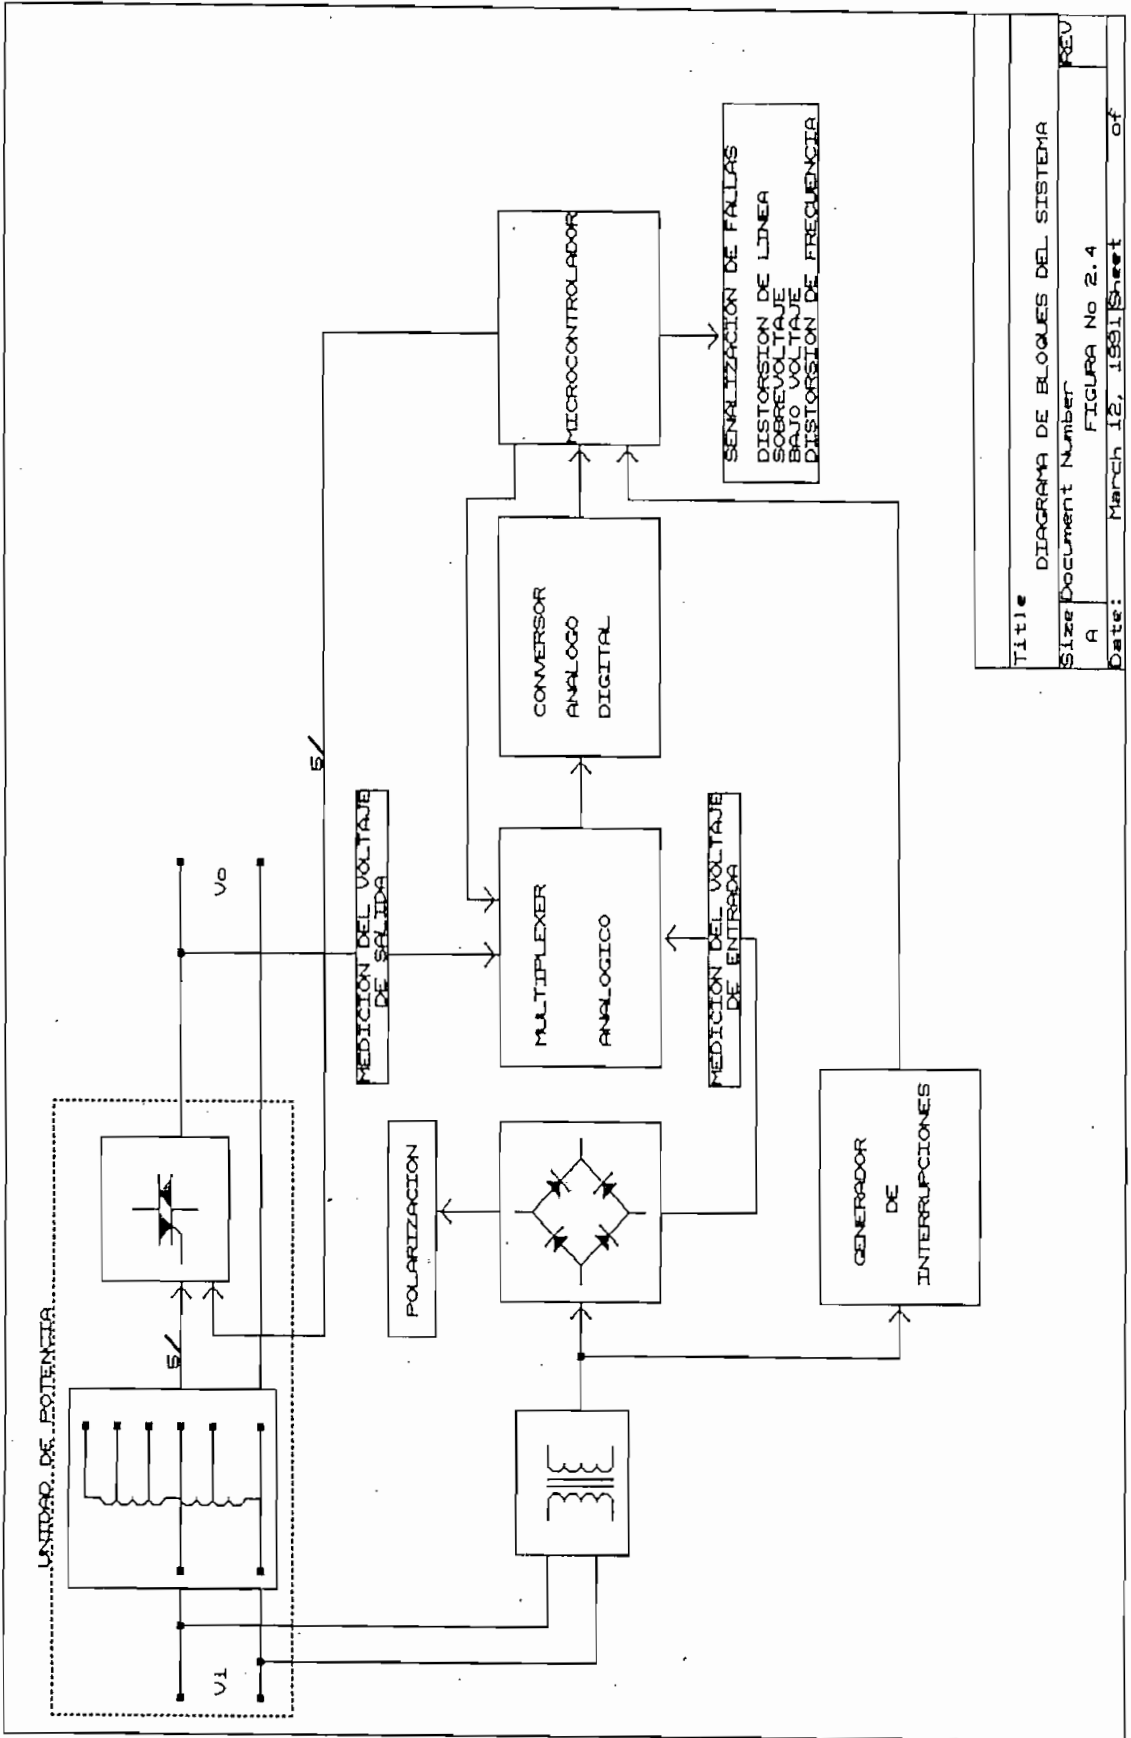 UNIDAD DE POTENCIA
Vi
5/
Vo
5/
POLARIZACION
MEDICION DEL VOLTAJE
DE SALIDA
MULTIPLEXER
ANALOGICO
CONVERSOR
ANALOGO
DIGITAL
MICROCONTROLADOR
MEDICION DEL VOLTAJE
DE ENTRADA
GENERADOR
DE
INTERRUPCIONES
SENALIZACION DE FALLAS
DISTORSION DE LINEA
SOBREVOLTAJE
BAJO VOLTAJE
DISTORSION DE FRECUENCIA
Title
DIAGRAMA DE BLOQUES DEL SISTEMA
Size Document Number REV
A FIGURA No 2.4
Date: March 12, 1991 Sheet of